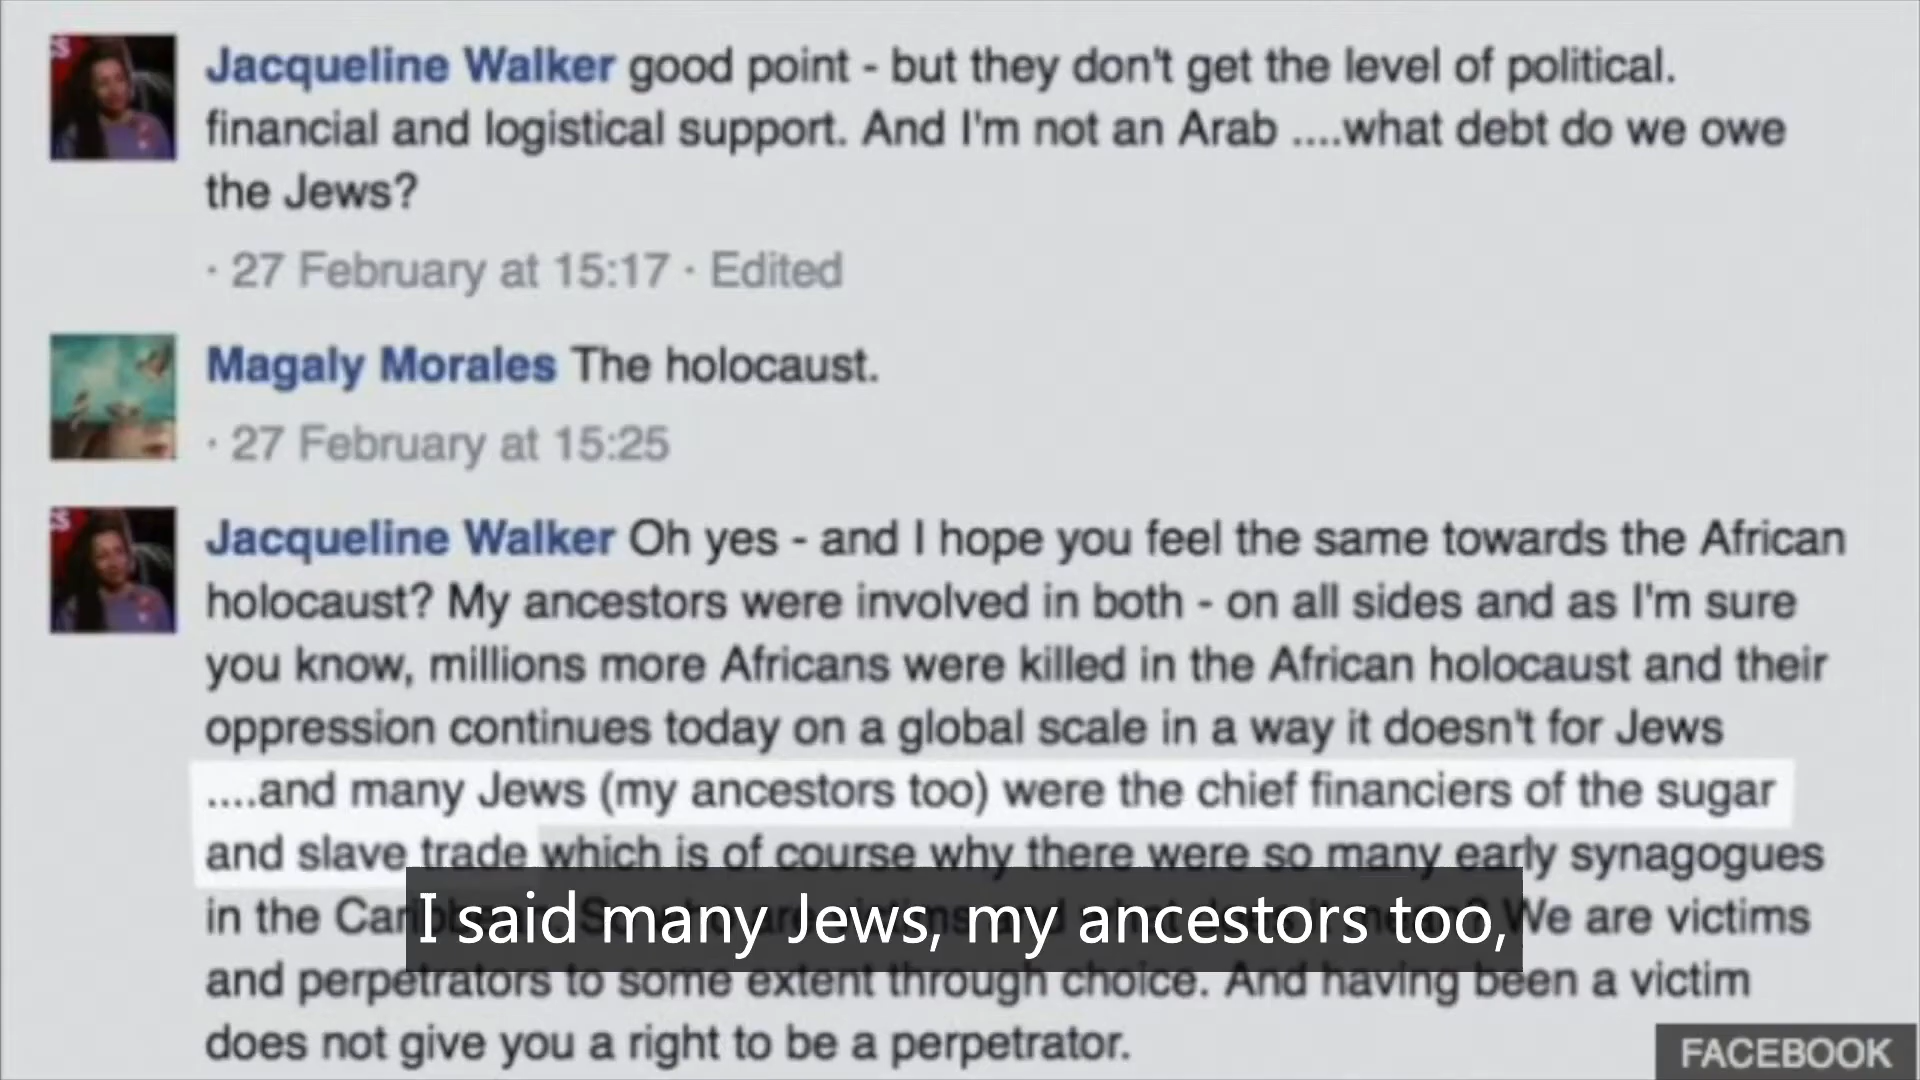 Jacqueline Walker good point - but they don't get the level of political.
financial and logistical support. And I'm not an Arab ....what debt do we owe
the Jews?
· 27 February at 15:17 · Edited
Magaly Morales The holocaust.
· 27 February at 15:25
Jacqueline Walker Oh yes - and I hope you feel the same towards the African
holocaust? My ancestors were involved in both - on all sides and as I'm sure
you know, millions more Africans were killed in the African holocaust and their
oppression continues today on a global scale in a way it doesn't for Jews
....and many Jews (my ancestors too) were the chief financiers of the sugar
and slave trade which is of course why there were so many early synagogues
in the We are victims
I said many Jews, my ancestors too,
and perpetrators to some extent through choice. And having been a victim
does not give you a right to be a perpetrator.
FACEBOOK